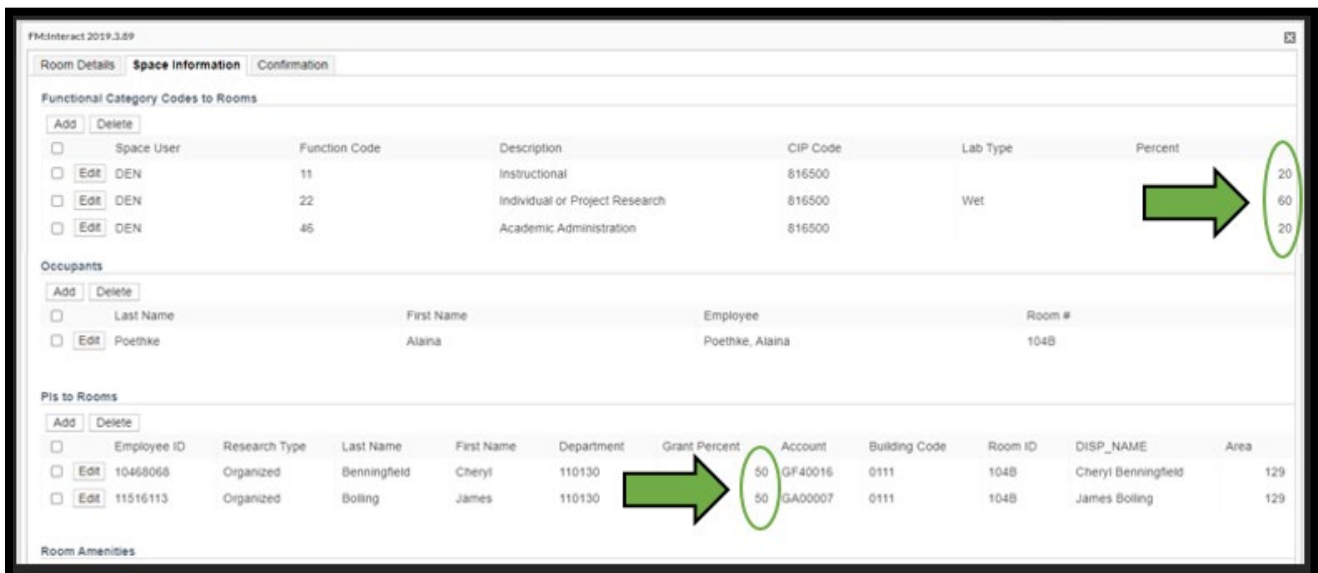 FM:Interact 2019.3.89
Room Details Space Information Confirmation
Functional Category Codes to Rooms
Add Delete
Space User Function Code Description CIP Code Lab Type Percent
Edit DEN 11 Instructional 816500 20
Edit DEN 22 Individual or Project Research 816500 Wet 60
Edit DEN 46 Academic Administration 816500 20
Occupants
Add Delete
Last Name First Name Employee Room #
Edit Poethke Alaina Poethke, Alaina 104B
PIs to Rooms
Add Delete
Employee ID Research Type Last Name First Name Department Grant Percent Account Building Code Room ID DISP_NAME Area
Edit 10468068 Organized Benningfield Cheryl 110130 50 GF40016 0111 104B Cheryl Benningfield 129
Edit 11516113 Organized Bolling James 110130 50 GA00007 0111 104B James Bolling 129
Room Amenities